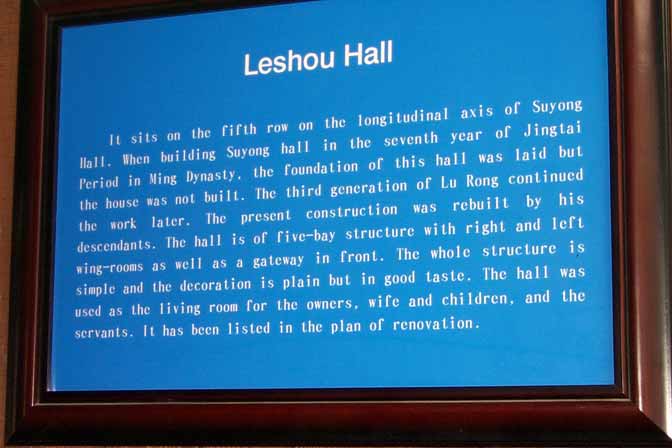 Leshou Hall
It sits on the fifth row on the longitudinal axis of Suyong
Hall. When building Suyong hall in the seventh year of Jingtai
Period in Ming Dynasty, the foundation of this hall was laid but
the house was not built. The third generation of Lu Rong continued
the work later. The present construction was rebuilt by his
descendants. The hall is of five-bay structure with right and left
wing-rooms as well as a gateway in front. The whole structure is
simple and the decoration is plain but in good taste. The hall was
used as the living room for the owners, wife and children, and the
servants. It has been listed in the plan of renovation.